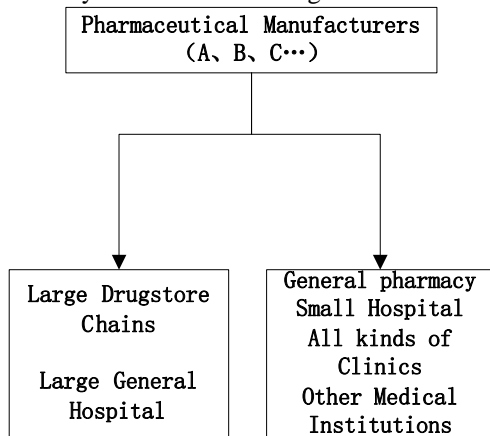 Pharmaceutical Manufacturers
(A、B、C…)
Large Drugstore
Chains
Large General
Hospital
General pharmacy
Small Hospital
All kinds of
Clinics
Other Medical
Institutions